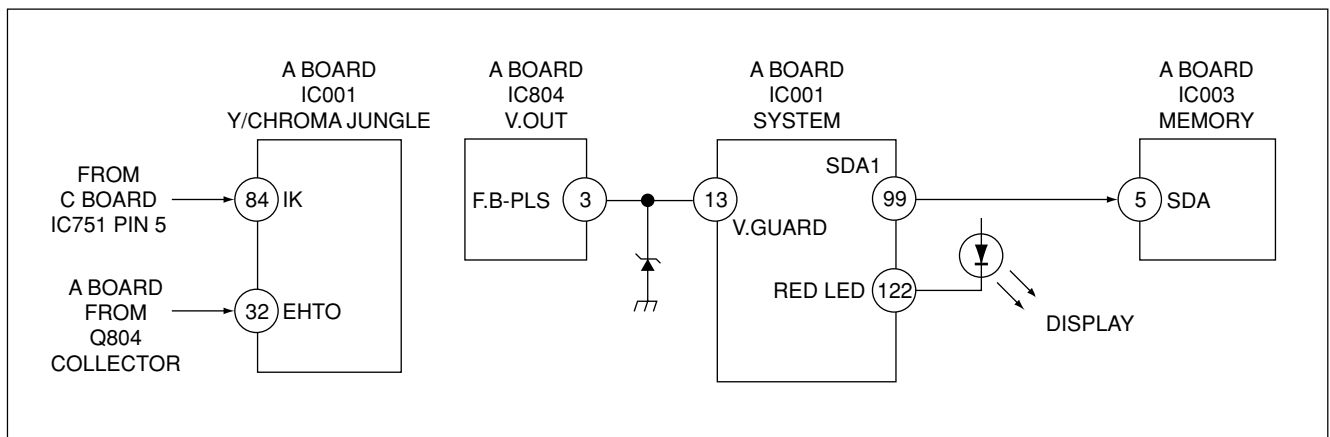 A BOARD
IC001
Y/CHROMA JUNGLE
FROM
C BOARD
IC751 PIN 5
84
IK
A BOARD
FROM
Q804
COLLECTOR
32
EHTO
A BOARD
IC804
V.OUT
F.B-PLS
3
A BOARD
IC001
SYSTEM
13
V.GUARD
SDA1
99
RED LED
122
DISPLAY
A BOARD
IC003
MEMORY
5
SDA